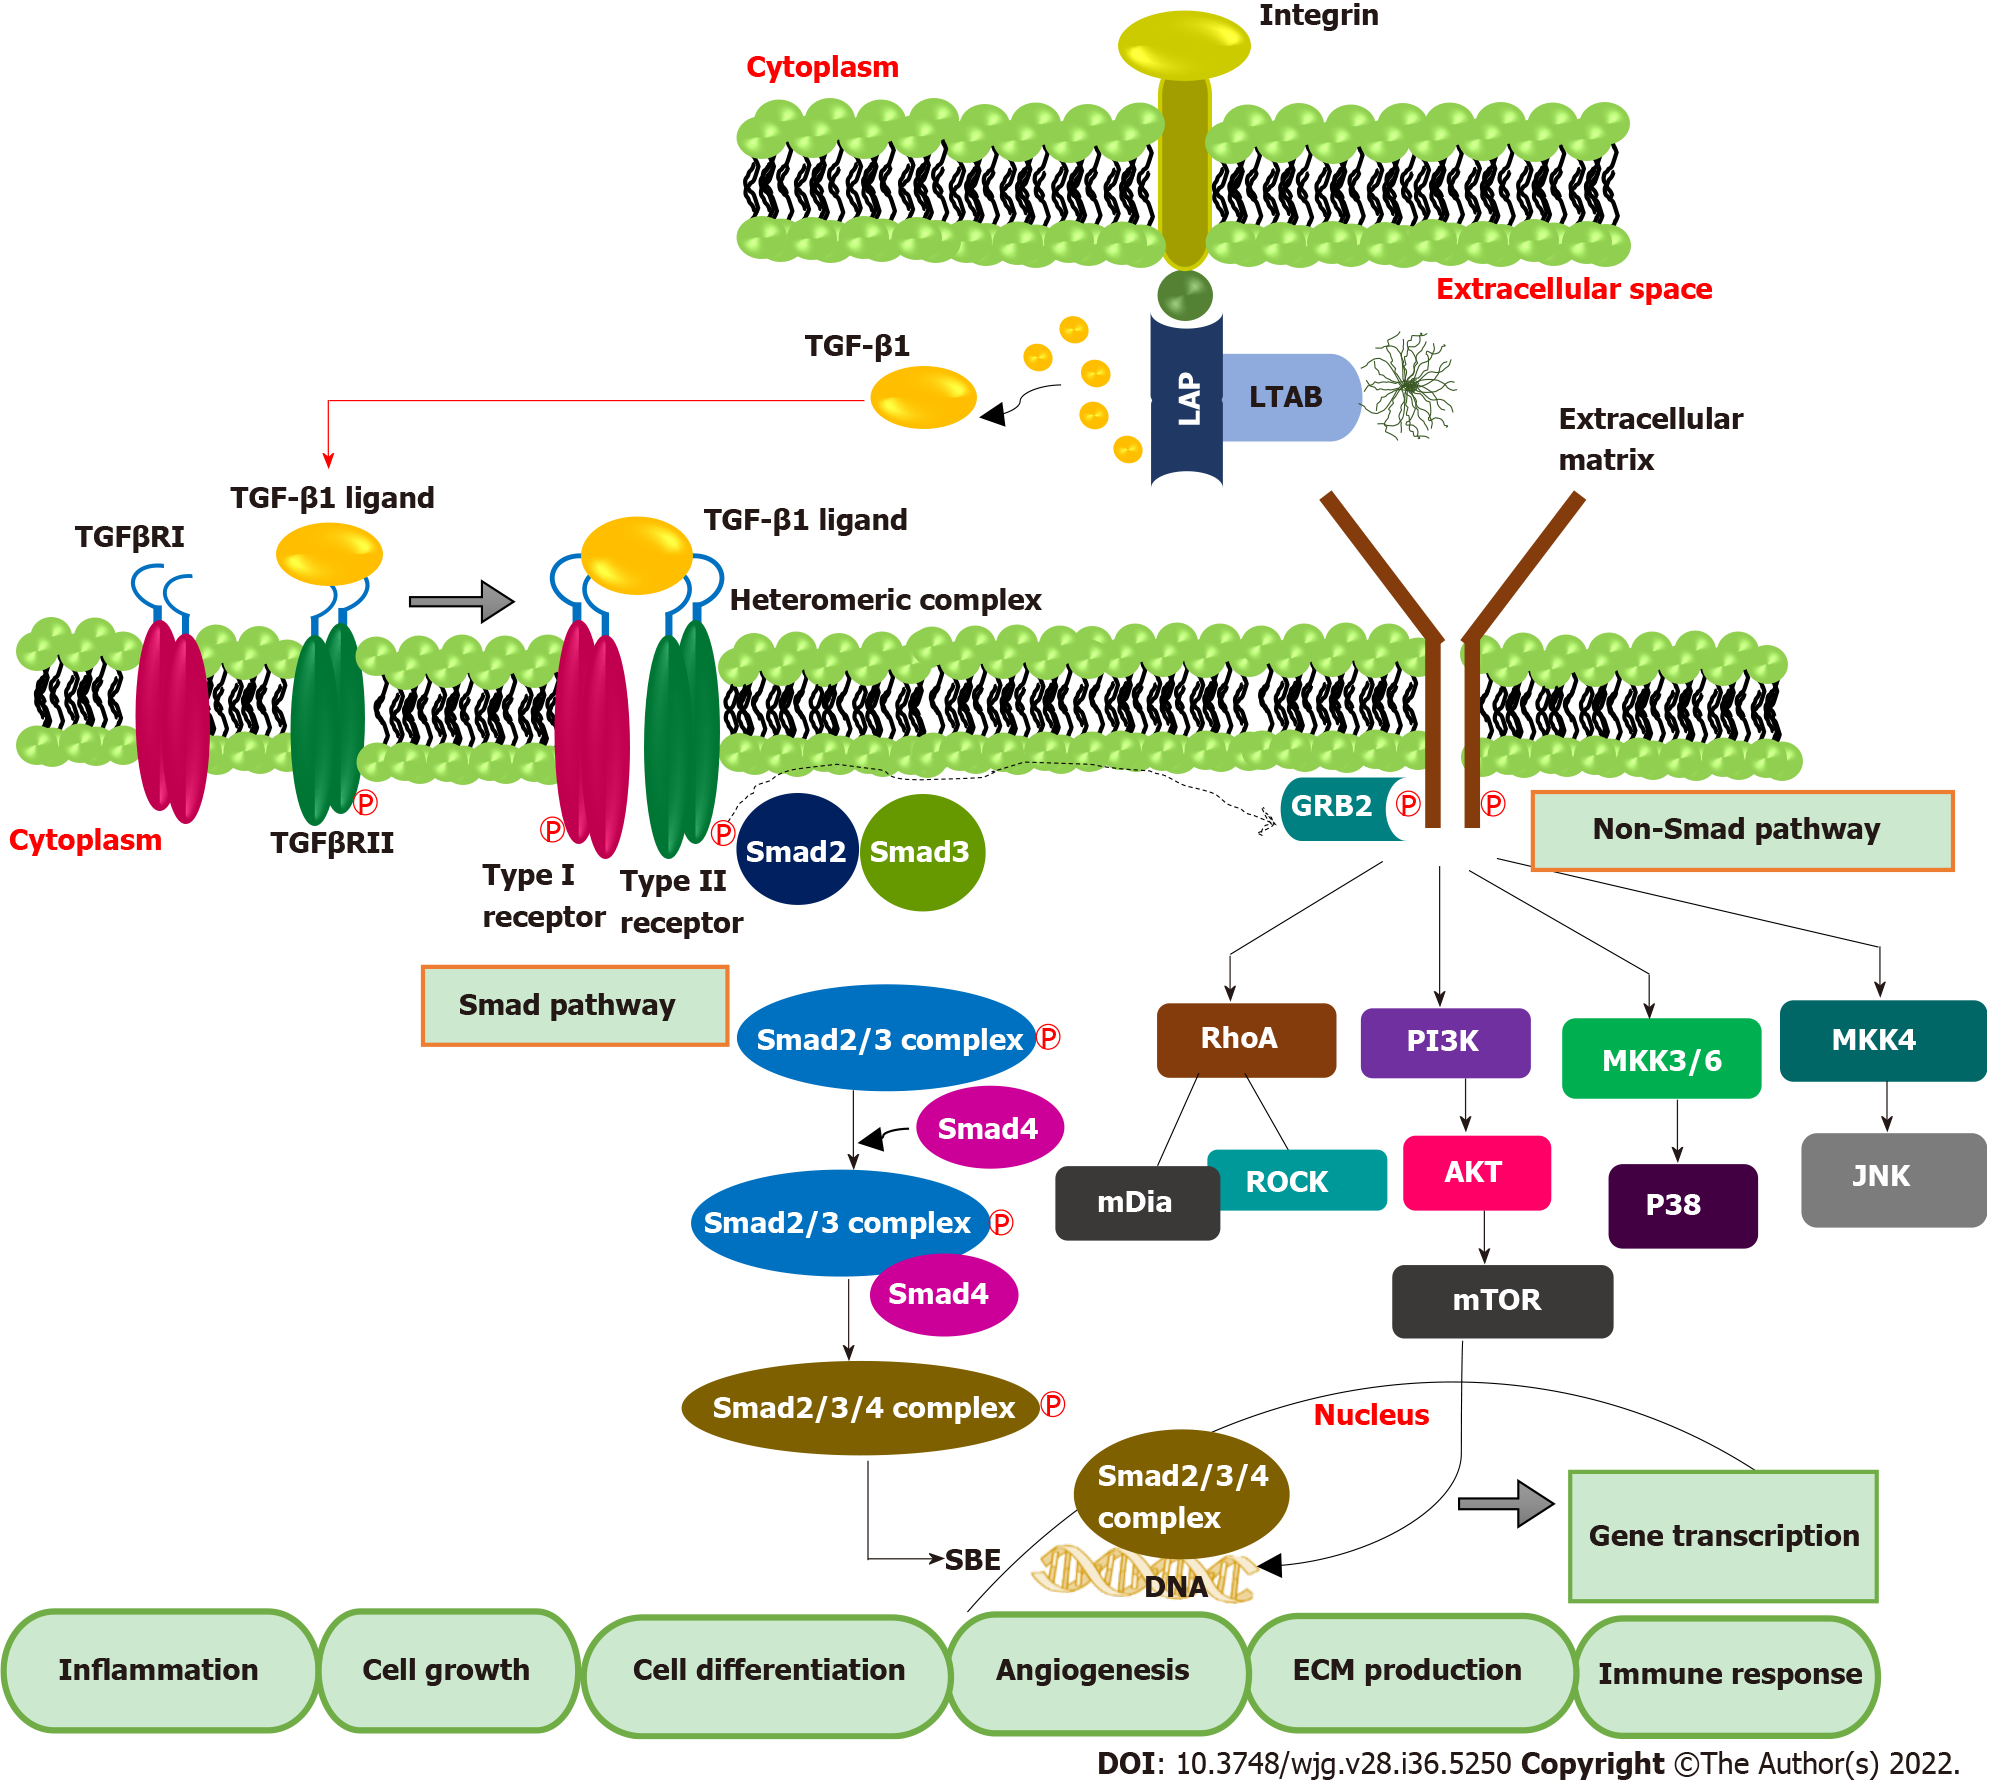 Integrin
Cytoplasm
Extracellular space
TGF-β1
LAP
LTAB
Extracellular
matrix
TGF-β1 ligand
TGFβRI
TGF-β1 ligand
Heteromeric complex
P
TGFβRII
Cytoplasm
P
P
Type I
receptor
Type II
receptor
Smad2
Smad3
GRB2
P
P
Non-Smad pathway
Smad pathway
Smad2/3 complex
P
Smad4
Smad2/3 complex
P
Smad4
Smad2/3/4 complex
P
RhoA
PI3K
MKK3/6
MKK4
mDia
ROCK
AKT
P38
JNK
mTOR
Nucleus
Smad2/3/4
complex
SBE
DNA
Gene transcription
Inflammation
Cell growth
Cell differentiation
Angiogenesis
ECM production
Immune response
DOI: 10.3748/wjg.v28.i36.5250 Copyright ©The Author(s) 2022.